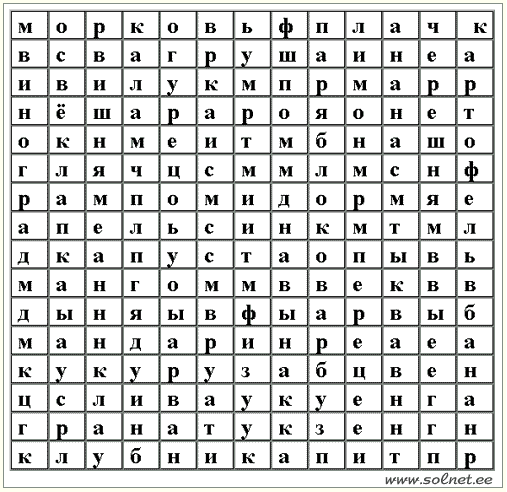 м о р к о в ь ф п л а ч к
в с в а г р у ш а и н е а
и в и л у к м п р м а р р
н ё ш а р а р о я о н е т
о к н м е и т м б н а ш о
г л я ч ц с м м л м с н ф
р а м п о м и д о р м я е
а п е л ь с и н к м т м л
д к а п у с т а о п ы в ь
м а н г о м м в в е к в в
д ы н я ы в ф ы а р в ы б
м а н д а р и н р е а е а
к у к у р у з а б ц в е н
ц с л и в а у к у е н г а
г р а н а т у к з е н г н
к л у б н и к а п и т п р
www.solnet.ee